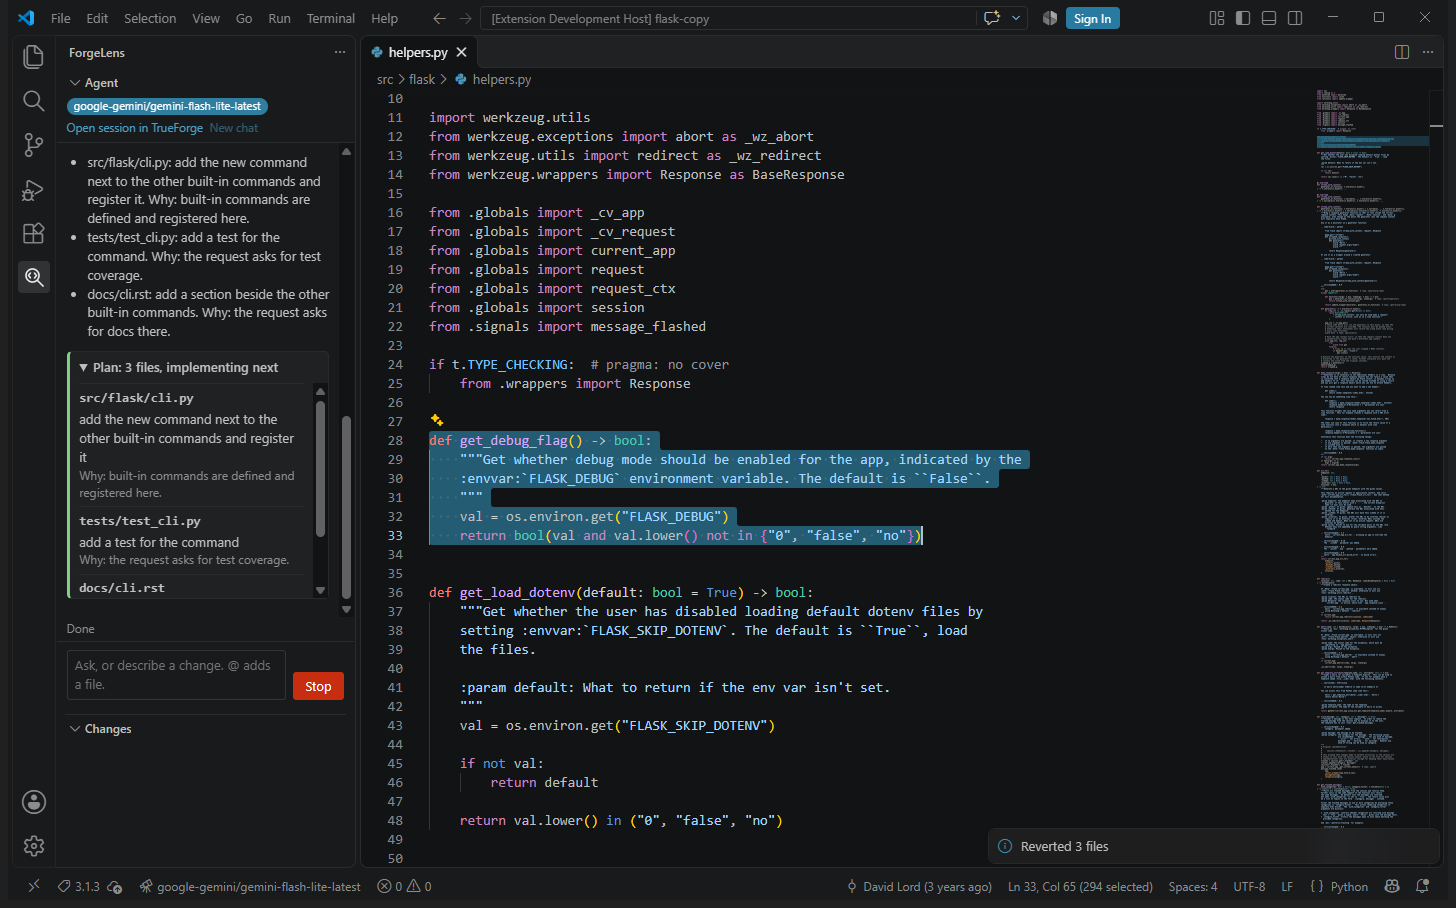 File Edit Selection View Go Run Terminal Help
[Extension Development Host] flask-copy
Sign In
ForgeLens
Agent
google-gemini/gemini-flash-lite-latest
Open session in TrueForge New chat
• src/flask/cli.py: add the new command
next to the other built-in commands and
register it. Why: built-in commands are
defined and registered here.
• tests/test_cli.py: add a test for the
command. Why: the request asks for test
coverage.
• docs/cli.rst: add a section beside the other
built-in commands. Why: the request asks
for docs there.
Plan: 3 files, implementing next
src/flask/cli.py
add the new command next to the
other built-in commands and register
it
Why: built-in commands are defined and
registered here.
tests/test_cli.py
add a test for the command
Why: the request asks for test coverage.
docs/cli.rst
Done
Ask, or describe a change. @ adds
a file.
Stop
Changes
helpers.py
src > flask > helpers.py
10
11 import werkzeug.utils
12 from werkzeug.exceptions import abort as _wz_abort
13 from werkzeug.utils import redirect as _wz_redirect
14 from werkzeug.wrappers import Response as BaseResponse
15
16 from .globals import _cv_app
17 from .globals import _cv_request
18 from .globals import current_app
19 from .globals import request
20 from .globals import request_ctx
21 from .globals import session
22 from .signals import message_flashed
23
24 if t.TYPE_CHECKING:  # pragma: no cover
25     from .wrappers import Response
26
27
28 def get_debug_flag() -> bool:
29     """Get whether debug mode should be enabled for the app, indicated by the
30     :envvar:`FLASK_DEBUG` environment variable. The default is ``False``.
31     """
32     val = os.environ.get("FLASK_DEBUG")
33     return bool(val and val.lower() not in {"0", "false", "no"})
34
35
36 def get_load_dotenv(default: bool = True) -> bool:
37     """Get whether the user has disabled loading default dotenv files by
38     setting :envvar:`FLASK_SKIP_DOTENV`. The default is ``True``, load
39     the files.
40
41     :param default: What to return if the env var isn't set.
42     """
43     val = os.environ.get("FLASK_SKIP_DOTENV")
44
45     if not val:
46         return default
47
48     return val.lower() in ("0", "false", "no")
49
50
Reverted 3 files
3.1.3 google-gemini/gemini-flash-lite-latest 0 0 David Lord (3 years ago) Ln 33, Col 65 (294 selected) Spaces: 4 UTF-8 LF { } Python